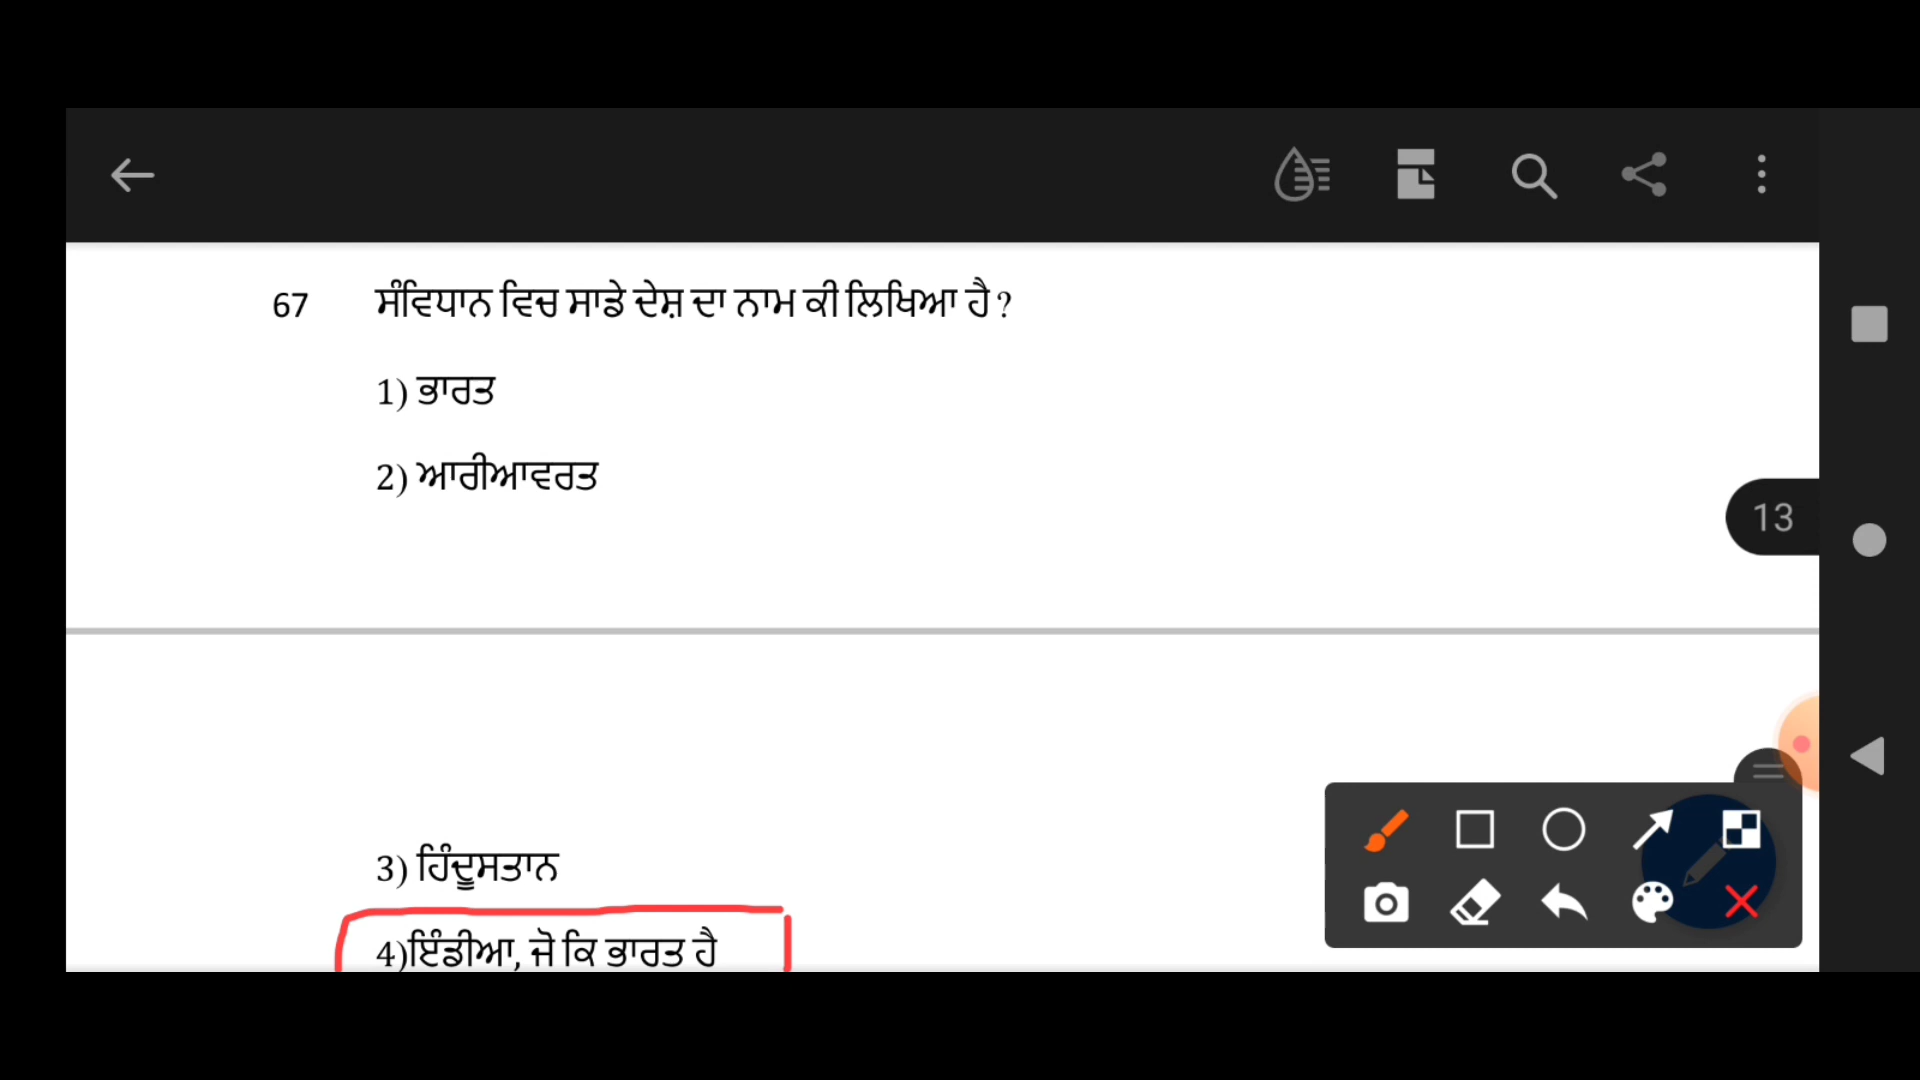 67 ਸੰਵਿਧਾਨ ਵਿਚ ਸਾਡੇ ਦੇਸ਼ ਦਾ ਨਾਮ ਕੀ ਲਿਖਿਆ ਹੈ ?
1) ਭਾਰਤ
2) ਆਰੀਆਵਰਤ
13
3) ਹਿੰਦੂਸਤਾਨ
4)ਇੰਡੀਆ, ਜੋ ਕਿ ਭਾਰਤ ਹੈ